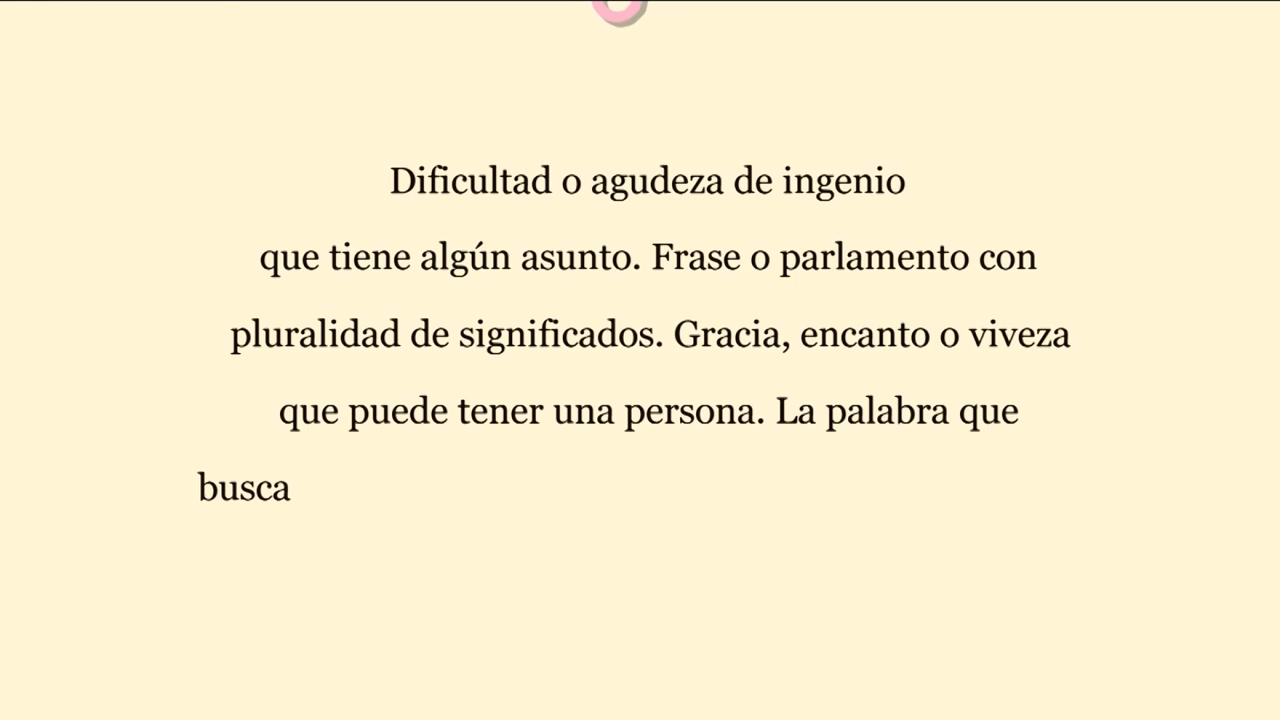 Dificultad o agudeza de ingenio
que tiene algún asunto. Frase o parlamento con
pluralidad de significados. Gracia, encanto o viveza
que puede tener una persona. La palabra que
busca